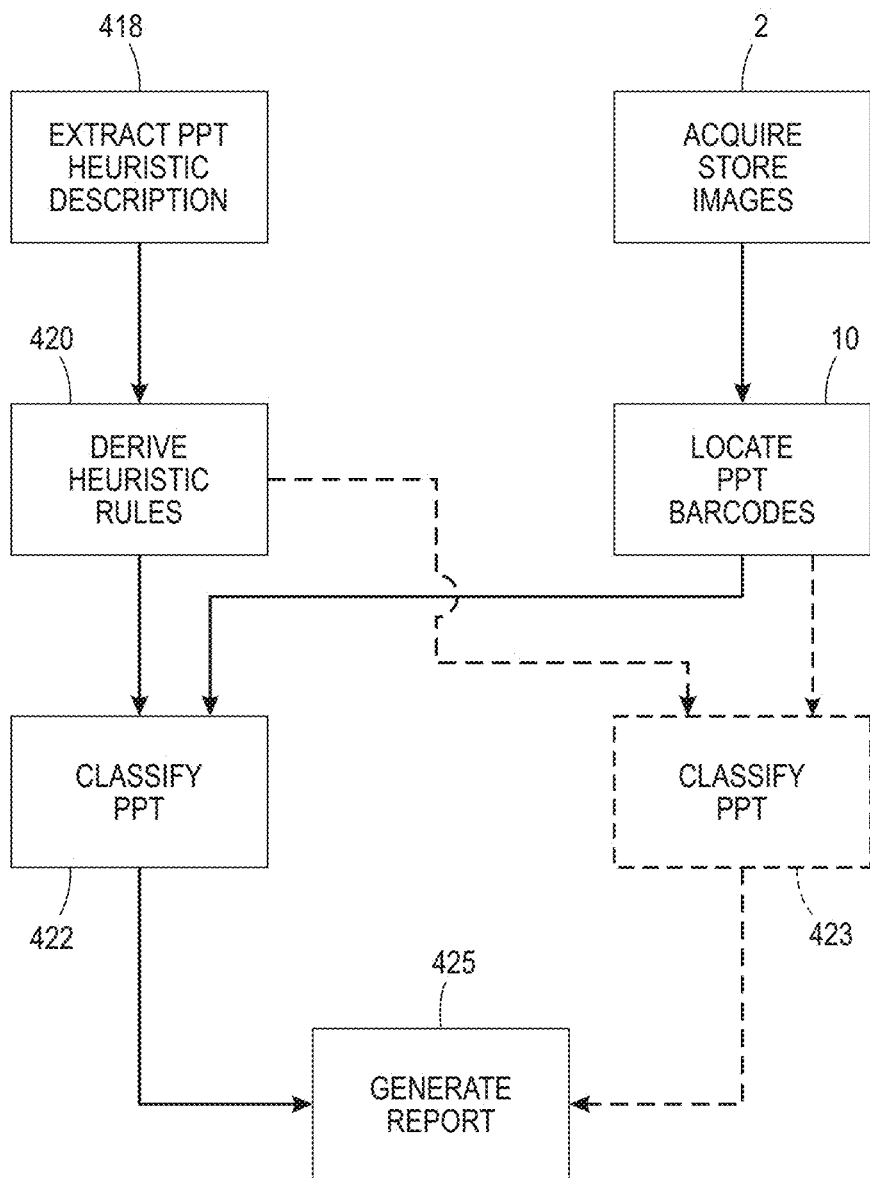 418
EXTRACT PPT
HEURISTIC
DESCRIPTION
2
ACQUIRE
STORE
IMAGES
420
DERIVE
HEURISTIC
RULES
10
LOCATE
PPT
BARCODES
CLASSIFY
PPT
422
CLASSIFY
PPT
423
425
GENERATE
REPORT